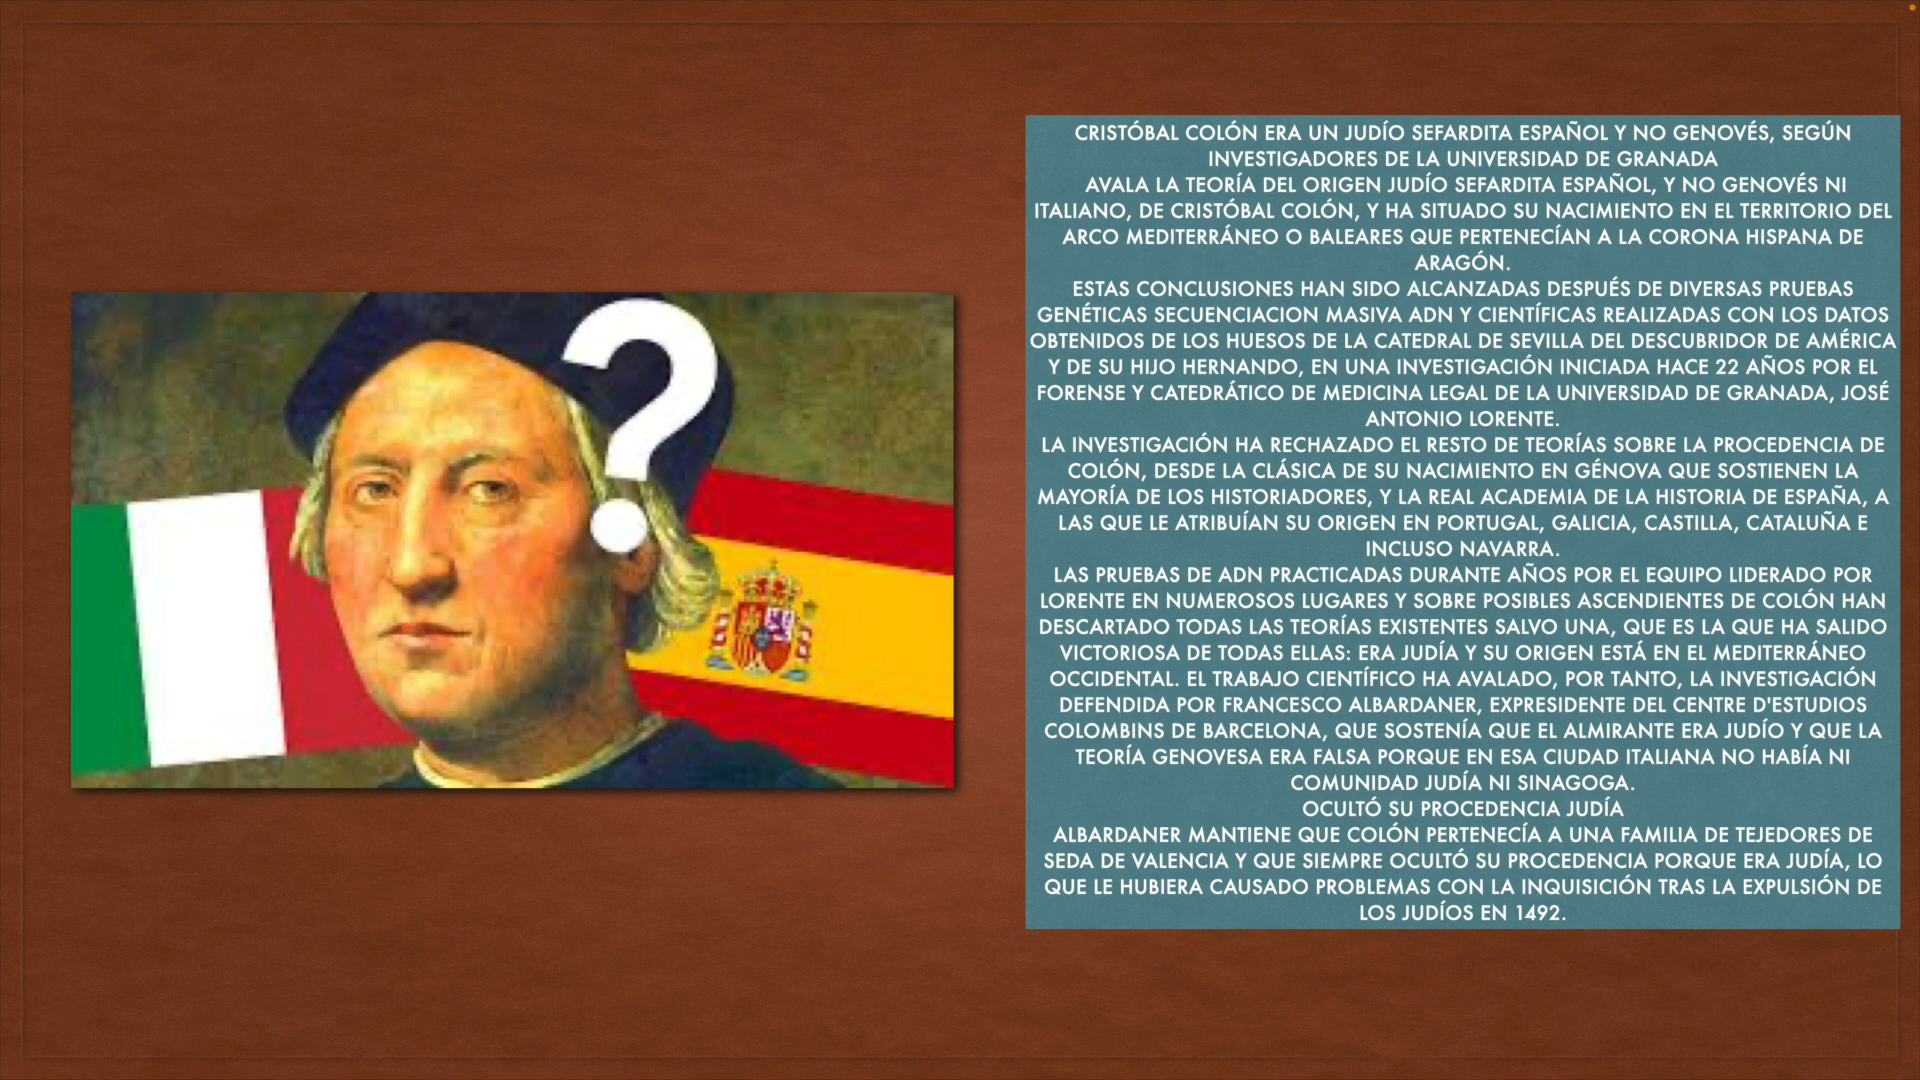 ?
CRISTÓBAL COLÓN ERA UN JUDÍO SEFARDITA ESPAÑOL Y NO GENOVÉS, SEGÚN
INVESTIGADORES DE LA UNIVERSIDAD DE GRANADA
AVALA LA TEORÍA DEL ORIGEN JUDÍO SEFARDITA ESPAÑOL, Y NO GENOVÉS NI
ITALIANO, DE CRISTÓBAL COLÓN, Y HA SITUADO SU NACIMIENTO EN EL TERRITORIO DEL
ARCO MEDITERRÁNEO O BALEARES QUE PERTENECÍAN A LA CORONA HISPANA DE
ARAGÓN.
ESTAS CONCLUSIONES HAN SIDO ALCANZADAS DESPUÉS DE DIVERSAS PRUEBAS
GENÉTICAS SECUENCIACION MASIVA ADN Y CIENTÍFICAS REALIZADAS CON LOS DATOS
OBTENIDOS DE LOS HUESOS DE LA CATEDRAL DE SEVILLA DEL DESCUBRIDOR DE AMÉRICA
Y DE SU HIJO HERNANDO, EN UNA INVESTIGACIÓN INICIADA HACE 22 AÑOS POR EL
FORENSE Y CATEDRÁTICO DE MEDICINA LEGAL DE LA UNIVERSIDAD DE GRANADA, JOSÉ
ANTONIO LORENTE.
LA INVESTIGACIÓN HA RECHAZADO EL RESTO DE TEORÍAS SOBRE LA PROCEDENCIA DE
COLÓN, DESDE LA CLÁSICA DE SU NACIMIENTO EN GÉNOVA QUE SOSTIENEN LA
MAYORÍA DE LOS HISTORIADORES, Y LA REAL ACADEMIA DE LA HISTORIA DE ESPAÑA, A
LAS QUE LE ATRIBUÍAN SU ORIGEN EN PORTUGAL, GALICIA, CASTILLA, CATALUÑA E
INCLUSO NAVARRA.
LAS PRUEBAS DE ADN PRACTICADAS DURANTE AÑOS POR EL EQUIPO LIDERADO POR
LORENTE EN NUMEROSOS LUGARES Y SOBRE POSIBLES ASCENDIENTES DE COLÓN HAN
DESCARTADO TODAS LAS TEORÍAS EXISTENTES SALVO UNA, QUE ES LA QUE HA SALIDO
VICTORIOSA DE TODAS ELLAS: ERA JUDÍA Y SU ORIGEN ESTÁ EN EL MEDITERRÁNEO
OCCIDENTAL. EL TRABAJO CIENTÍFICO HA AVALADO, POR TANTO, LA INVESTIGACIÓN
DEFENDIDA POR FRANCESCO ALBARDANER, EXPRESIDENTE DEL CENTRE D'ESTUDIOS
COLOMBINS DE BARCELONA, QUE SOSTENÍA QUE EL ALMIRANTE ERA JUDÍO Y QUE LA
TEORÍA GENOVESA ERA FALSA PORQUE EN ESA CIUDAD ITALIANA NO HABÍA NI
COMUNIDAD JUDÍA NI SINAGOGA.
OCULTÓ SU PROCEDENCIA JUDÍA
ALBARDANER MANTIENE QUE COLÓN PERTENECÍA A UNA FAMILIA DE TEJEDORES DE
SEDA DE VALENCIA Y QUE SIEMPRE OCULTÓ SU PROCEDENCIA PORQUE ERA JUDÍA, LO
QUE LE HUBIERA CAUSADO PROBLEMAS CON LA INQUISICIÓN TRAS LA EXPULSIÓN DE
LOS JUDÍOS EN 1492.